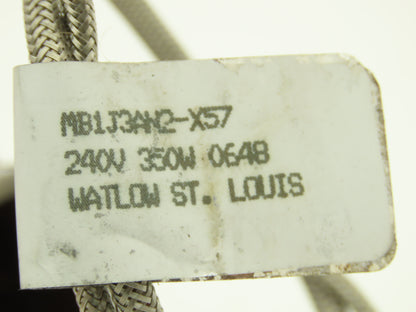 MB1J3AN2-X57
240V 350W 0648
WATLOW ST. LOUIS